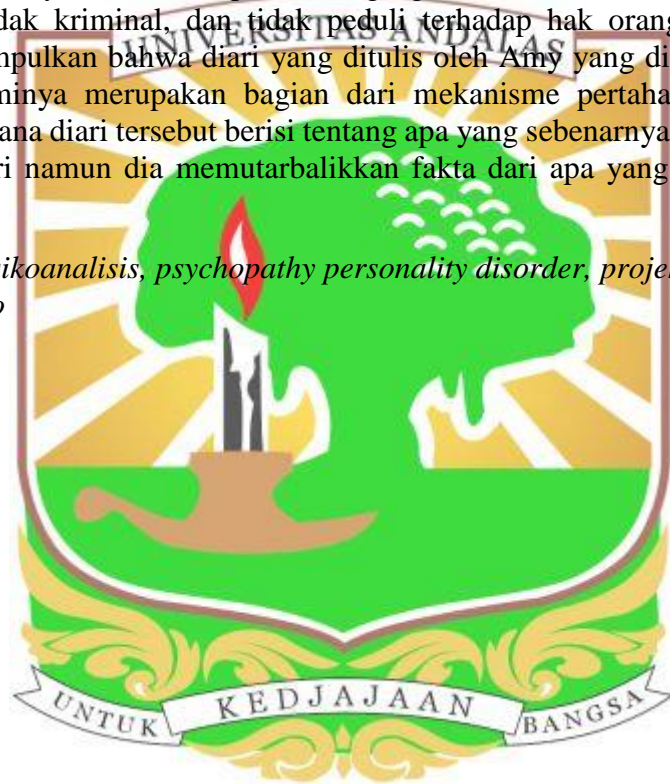 dak kriminal, dan tidak peduli terhadap hak orang
UNIVERSITAS ANDALAS
npulkan bahwa diari yang ditulis oleh Amy yang di
minya merupakan bagian dari mekanisme pertaha
ana diari tersebut berisi tentang apa yang sebenarnya
ri namun dia memutarbalikkan fakta dari apa yang
ikoanalisis, psychopathy personality disorder, proje
UNTUK KEDJAJAAN BANGSA